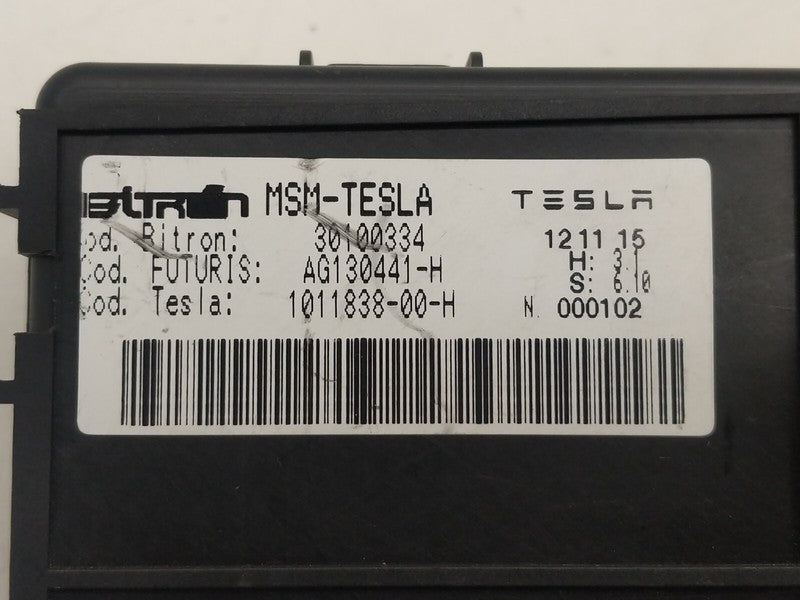 Bitron MSM-TESLA TESLA
Cod. Bitron: 30100334 12 11 15
Cod. FUTURIS: AG130441-H H: 3.1
Cod. Tesla: 1011838-00-H S: 6.10
N. 000102